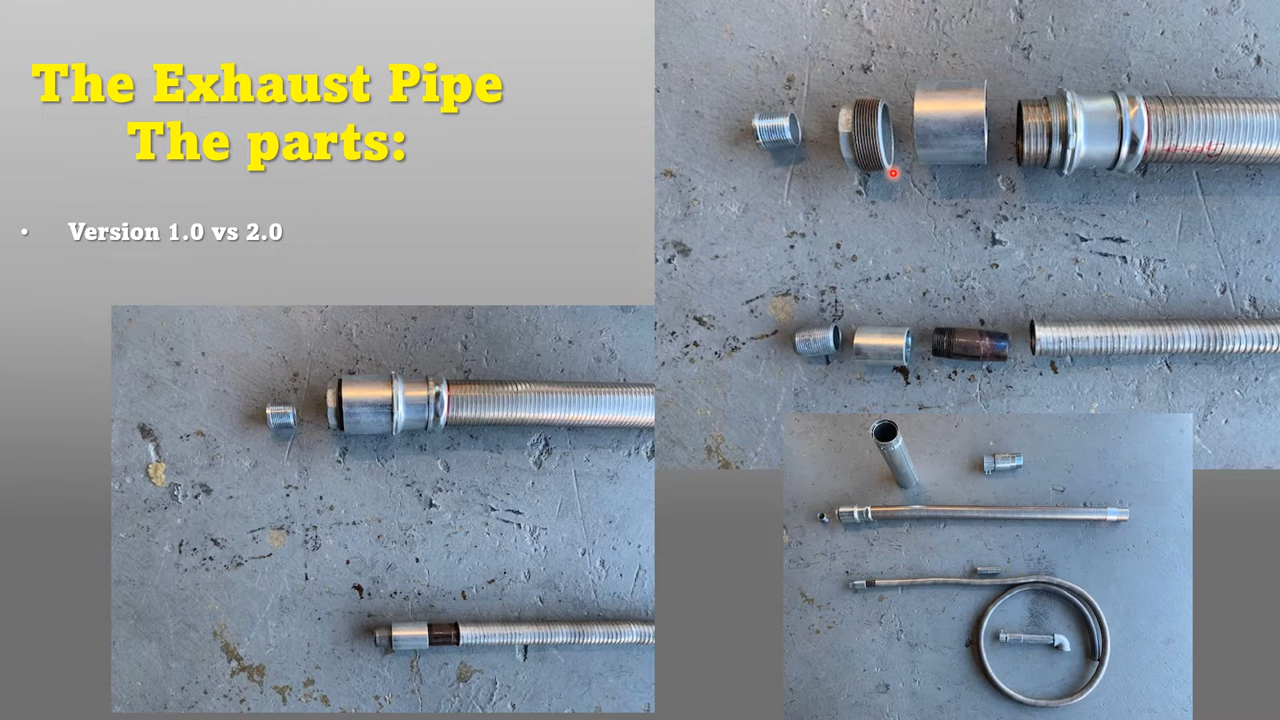 The Exhaust Pipe
The parts:
• Version 1.0 vs 2.0